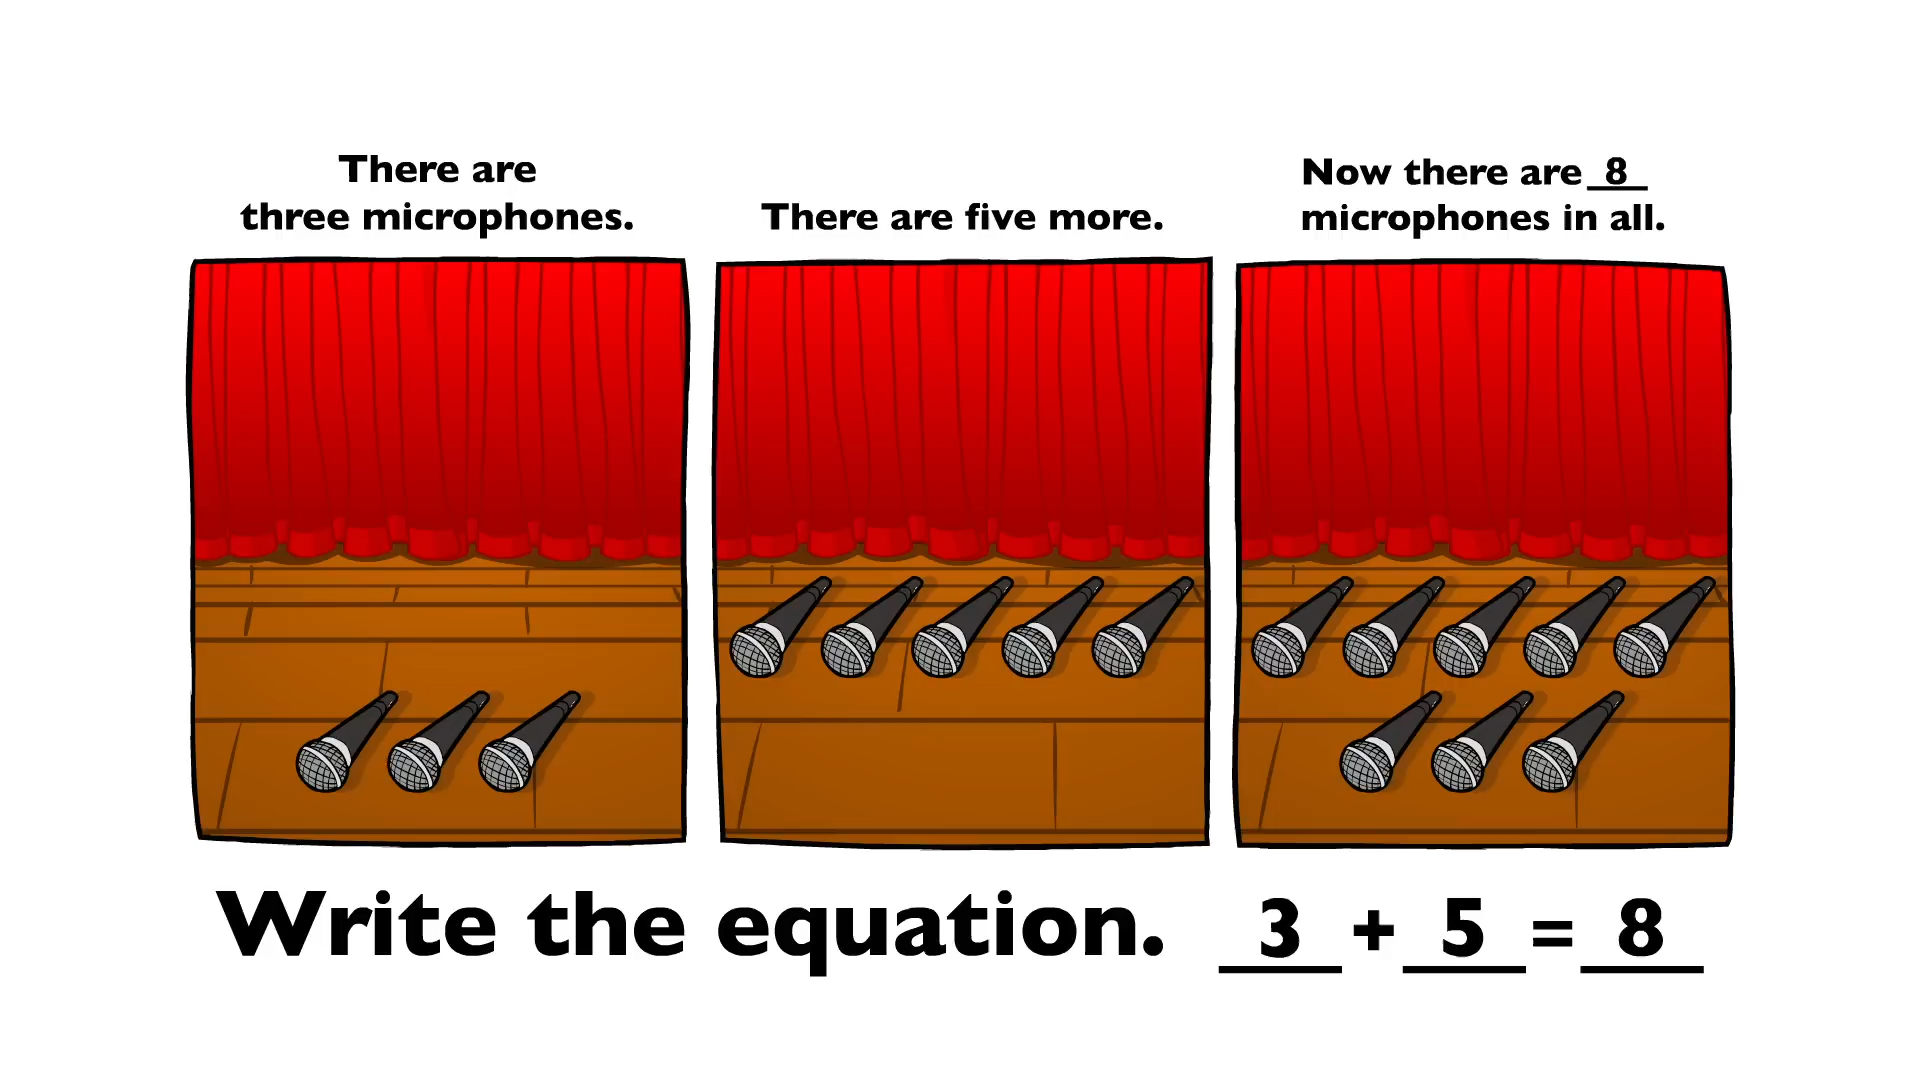 There are
three microphones.
There are five more.
Now there are 8
microphones in all.
Write the equation. 3 + 5 = 8